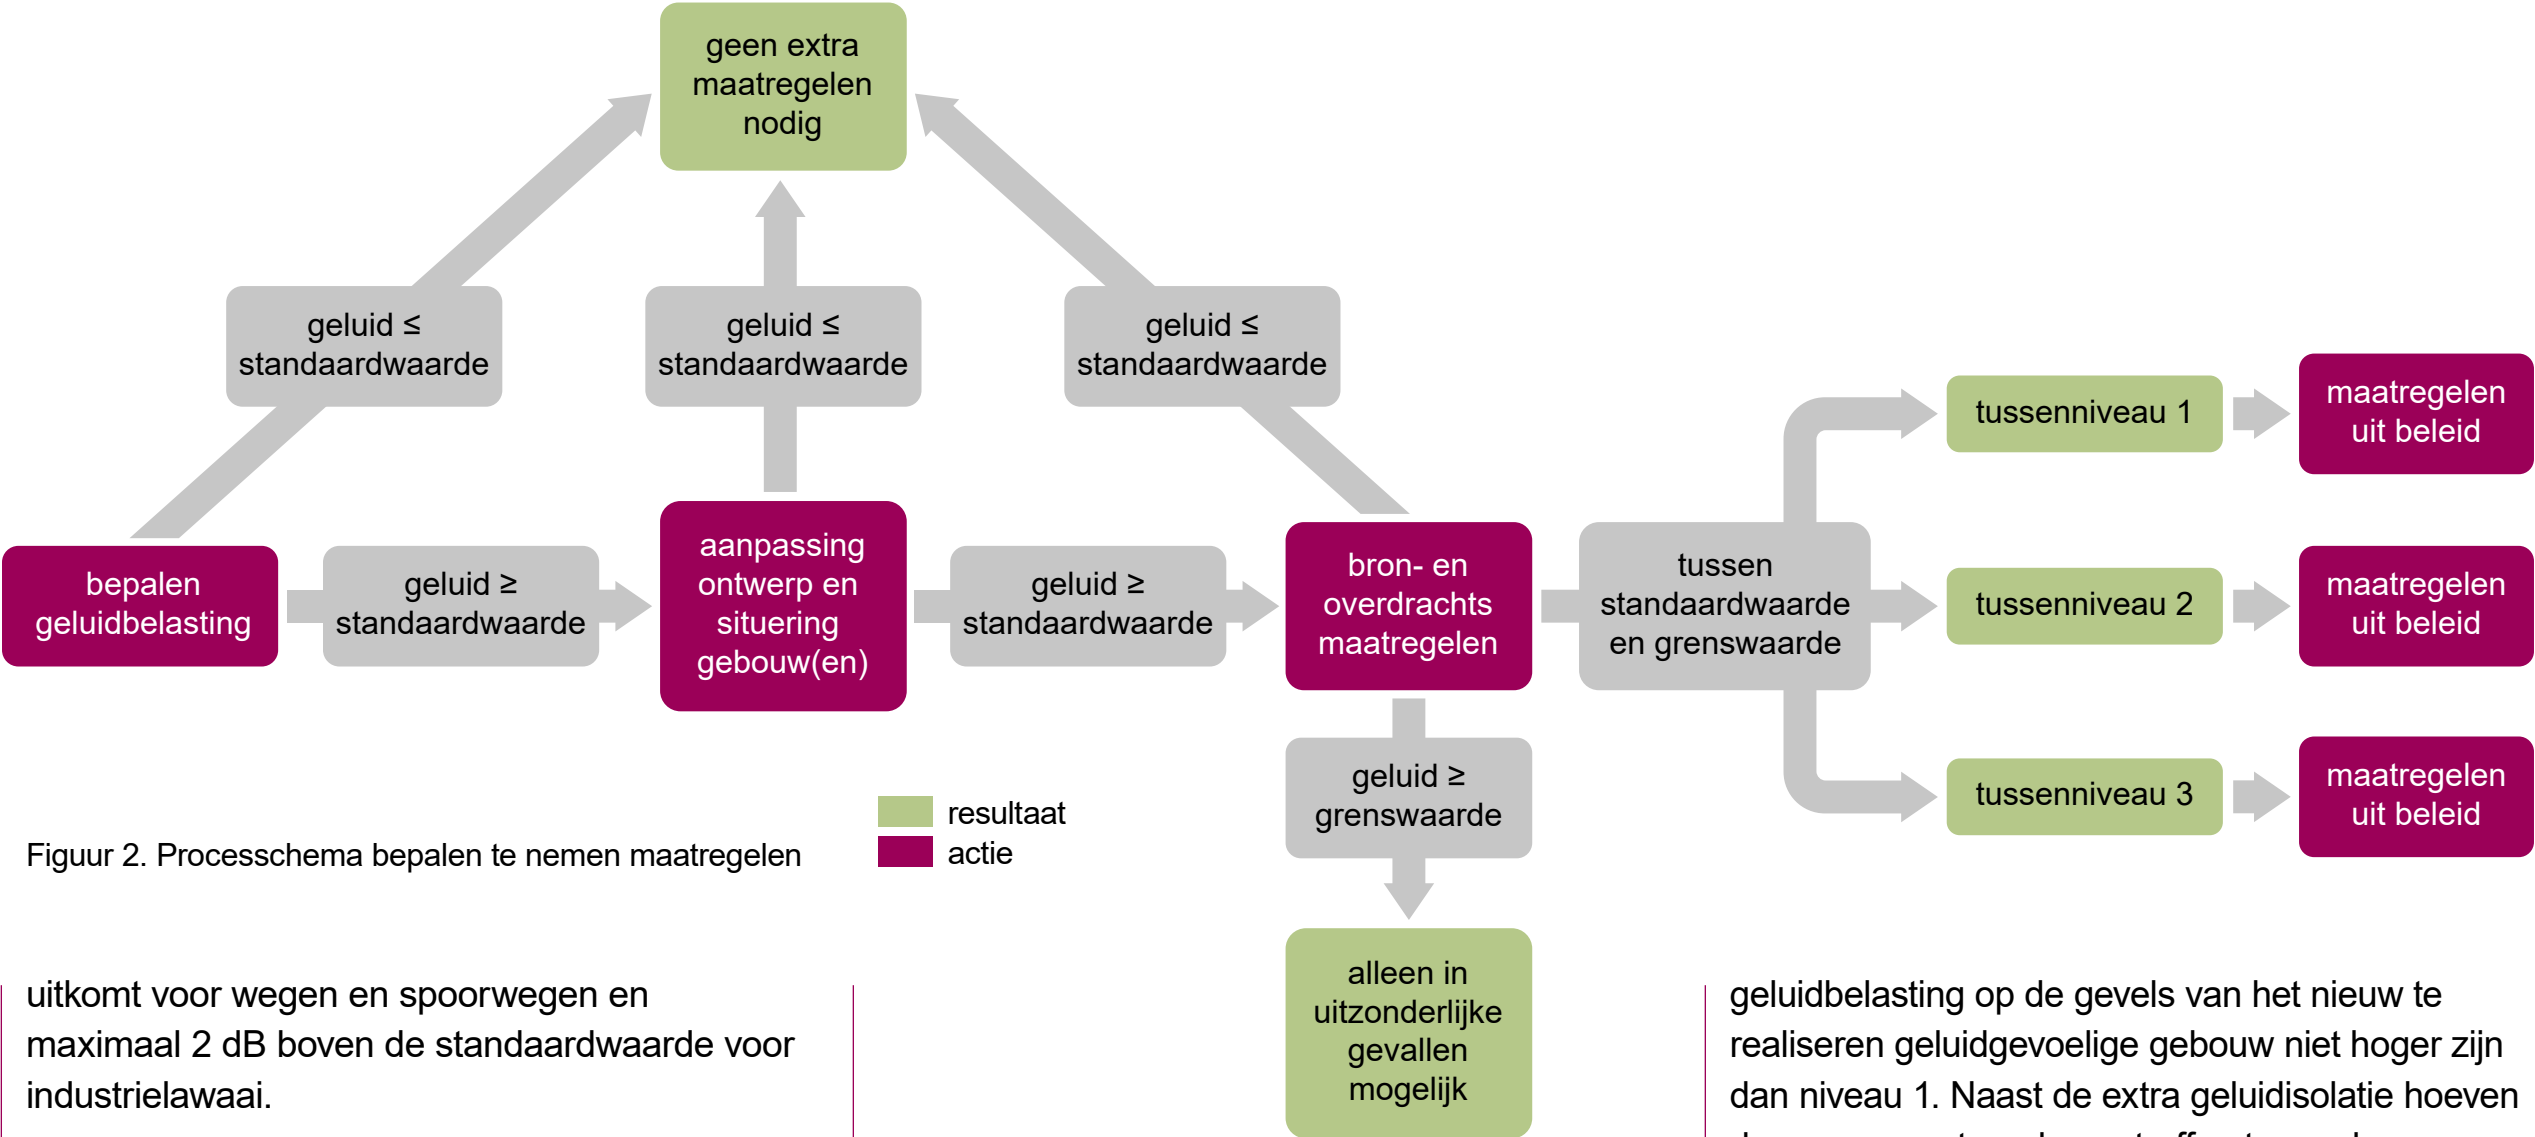 geen extra
maatregelen
nodig
geluid ≤
standaardwaarde
geluid ≤
standaardwaarde
geluid ≤
standaardwaarde
bepalen
geluidbelasting
geluid ≥
standaardwaarde
aanpassing
ontwerp en
situering
gebouw(en)
geluid ≥
standaardwaarde
bron- en
overdrachts
maatregelen
tussen
standaardwaarde
en grenswaarde
tussenniveau 1
maatregelen
uit beleid
tussenniveau 2
maatregelen
uit beleid
tussenniveau 3
maatregelen
uit beleid
geluid ≥
grenswaarde
alleen in
uitzonderlijke
gevallen
mogelijk
resultaat
actie
Figuur 2. Processchema bepalen te nemen maatregelen
uitkomt voor wegen en spoorwegen en
maximaal 2 dB boven de standaardwaarde voor
industrielawaai.
geluidbelasting op de gevels van het nieuw te
realiseren geluidgevoelige gebouw niet hoger zijn
dan niveau 1. Naast de extra geluidisolatie hoeven